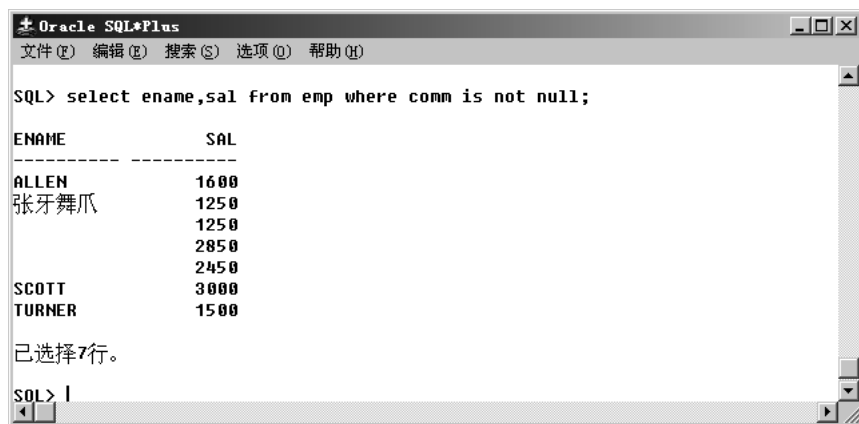 Oracle SQL*Plus
文件(F) 编辑(E) 搜索(S) 选项(O) 帮助(H)
SQL> select ename,sal from emp where comm is not null;
ENAME SAL
---------- ----------
ALLEN 1600
张牙舞爪 1250
1250
2850
2450
SCOTT 3000
TURNER 1500
已选择7行。
SQL>